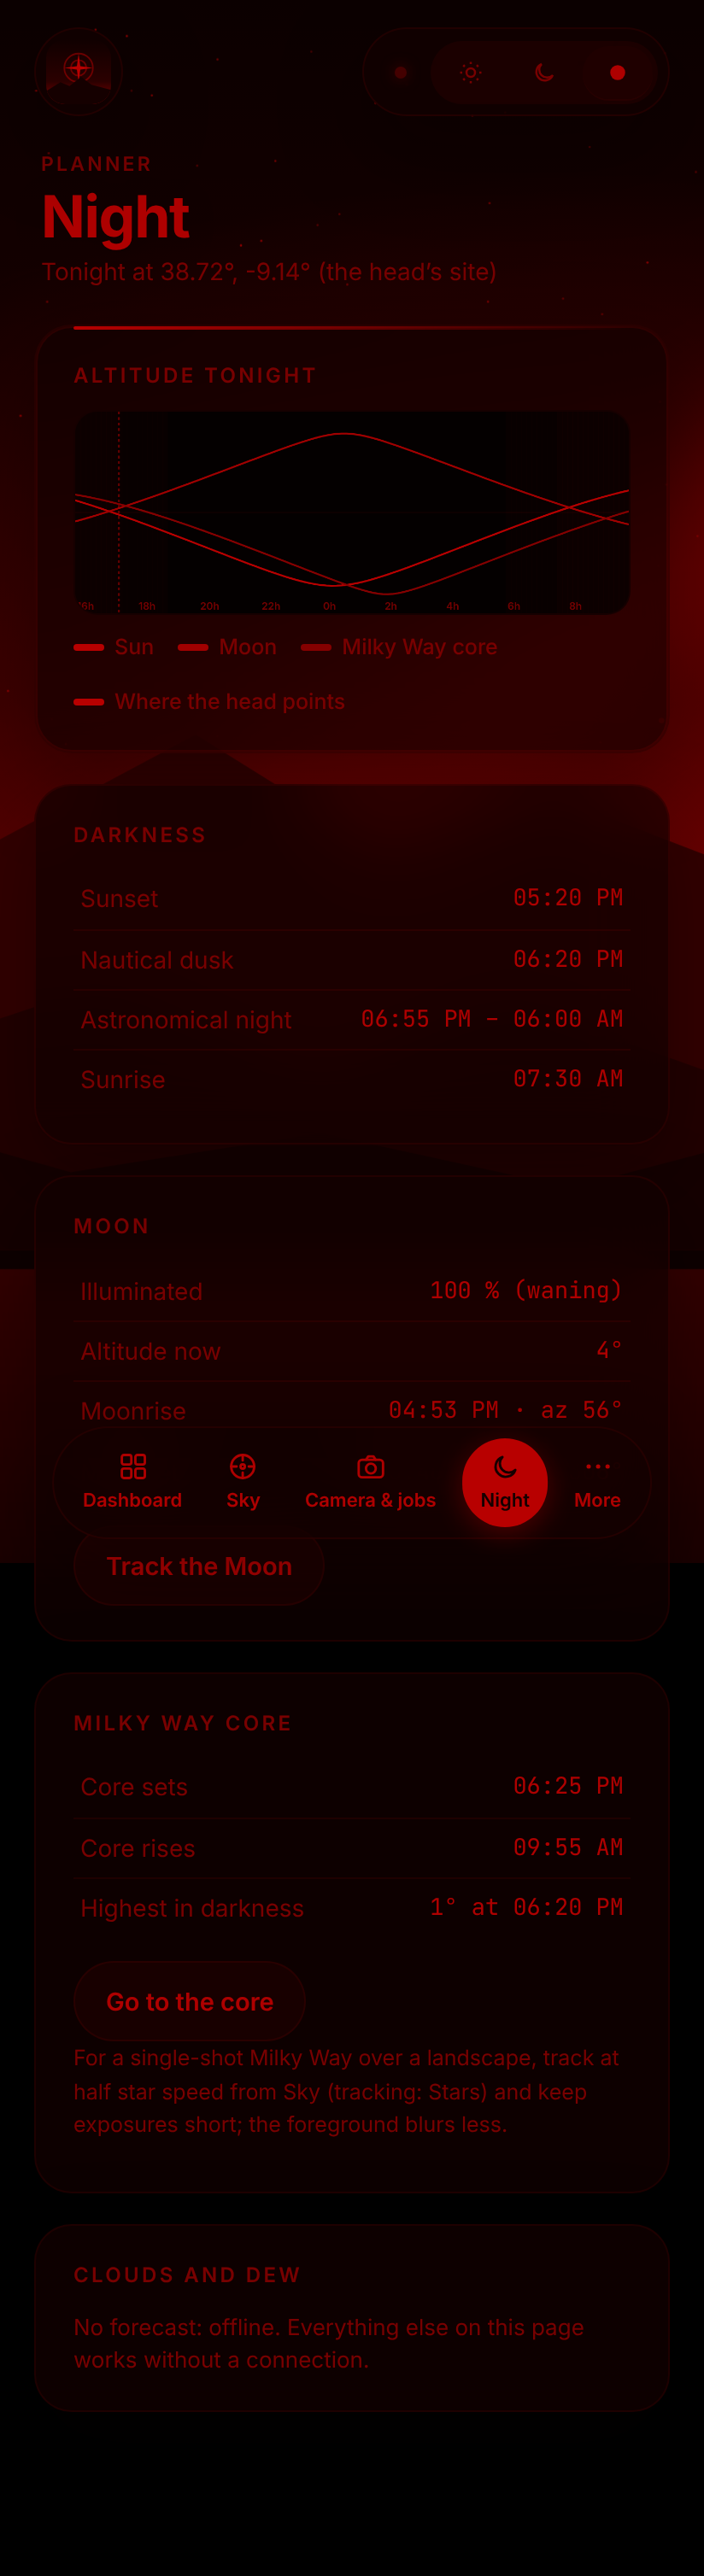 PLANNER
Night
Tonight at 38.72°, -9.14° (the head's site)
ALTITUDE TONIGHT
16h 18h 20h 22h 0h 2h 4h 6h 8h
Sun Moon Milky Way core
Where the head points
DARKNESS
Sunset 05:20 PM
Nautical dusk 06:20 PM
Astronomical night 06:55 PM – 06:00 AM
Sunrise 07:30 AM
MOON
Illuminated 100 % (waning)
Altitude now 4°
Moonrise 04:53 PM · az 56°
Dashboard Sky Camera & jobs Night More
Track the Moon
MILKY WAY CORE
Core sets 06:25 PM
Core rises 09:55 AM
Highest in darkness 1° at 06:20 PM
Go to the core
For a single-shot Milky Way over a landscape, track at
half star speed from Sky (tracking: Stars) and keep
exposures short; the foreground blurs less.
CLOUDS AND DEW
No forecast: offline. Everything else on this page
works without a connection.